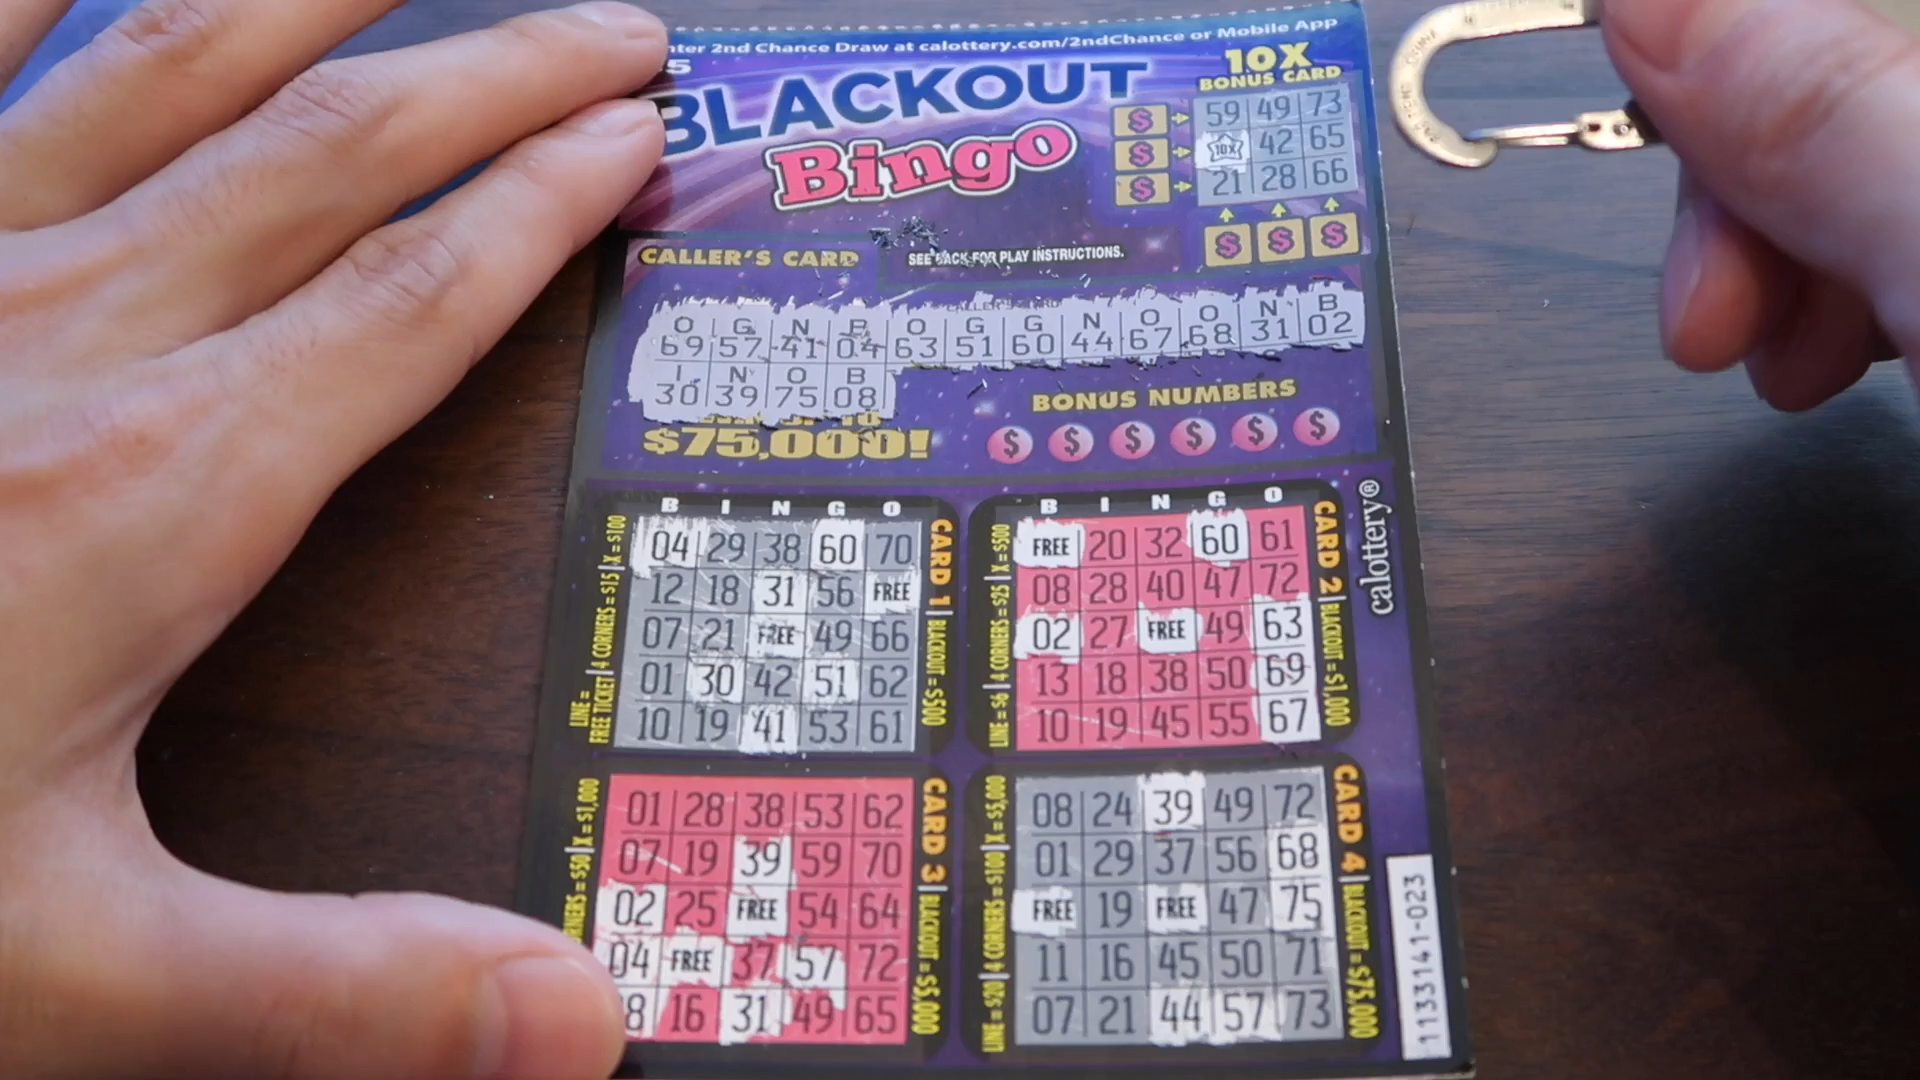 nter 2nd Chance Draw at calottery.com/2ndChance or Mobile App
5
BLACKOUT
Bingo
10X
BONUS CARD
$ 59 49 73
$ 10X 42 65
$ 21 28 66
$ $ $
CALLER'S CARD
SEE BACK FOR PLAY INSTRUCTIONS.
O G N B O G G N O O N B
69 57 41 04 63 51 60 44 67 68 31 02
I N O B
30 39 75 08
$75,000!
BONUS NUMBERS
$ $ $ $ $ $
B I N G O
04 29 38 60 70
12 18 31 56 FREE
07 21 FREE 49 66
01 30 42 51 62
10 19 41 53 61
LINE =
FREE TICKET | 4 CORNERS = $15 | X = $100
CARD 1 | BLACKOUT = $500
B I N G O
FREE 20 32 60 61
08 28 40 47 72
02 27 FREE 49 63
13 18 38 50 69
10 19 45 55 67
LINE = $6 | 4 CORNERS = $25 | X = $500
CARD 2 | BLACKOUT = $1,000
calottery®
01 28 38 53 62
07 19 39 59 70
02 25 FREE 54 64
04 FREE 37 57 72
8 16 31 49 65
NERS = $50 | X = $1,000
CARD 3 | BLACKOUT = $5,000
08 24 39 49 72
01 29 37 56 68
FREE 19 FREE 47 75
11 16 45 50 71
07 21 44 57 73
LINE = $20 | 4 CORNERS = $100 | X = $5,000
CARD 4 | BLACKOUT = $75,000
1133141-023